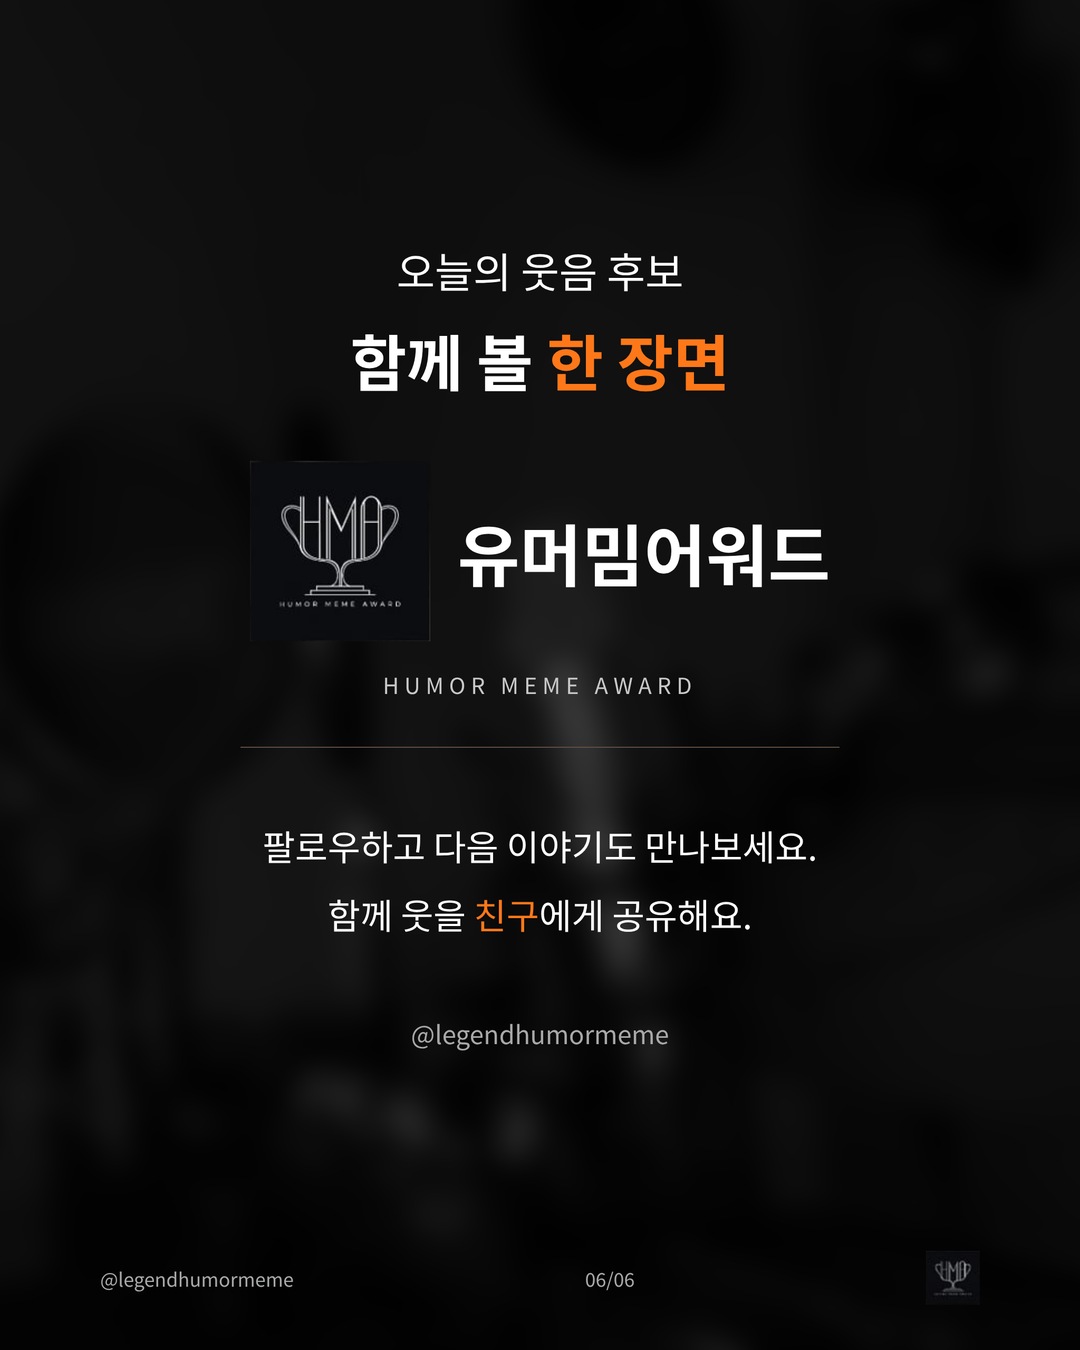 오늘의 웃음 후보
함께 볼 한 장면
HMA
HUMOR MEME AWARD
유머밈어워드
HUMOR MEME AWARD
팔로우하고 다음 이야기도 만나보세요.
함께 웃을 친구에게 공유해요.
@legendhumormeme
@legendhumormeme
06/06
HMA